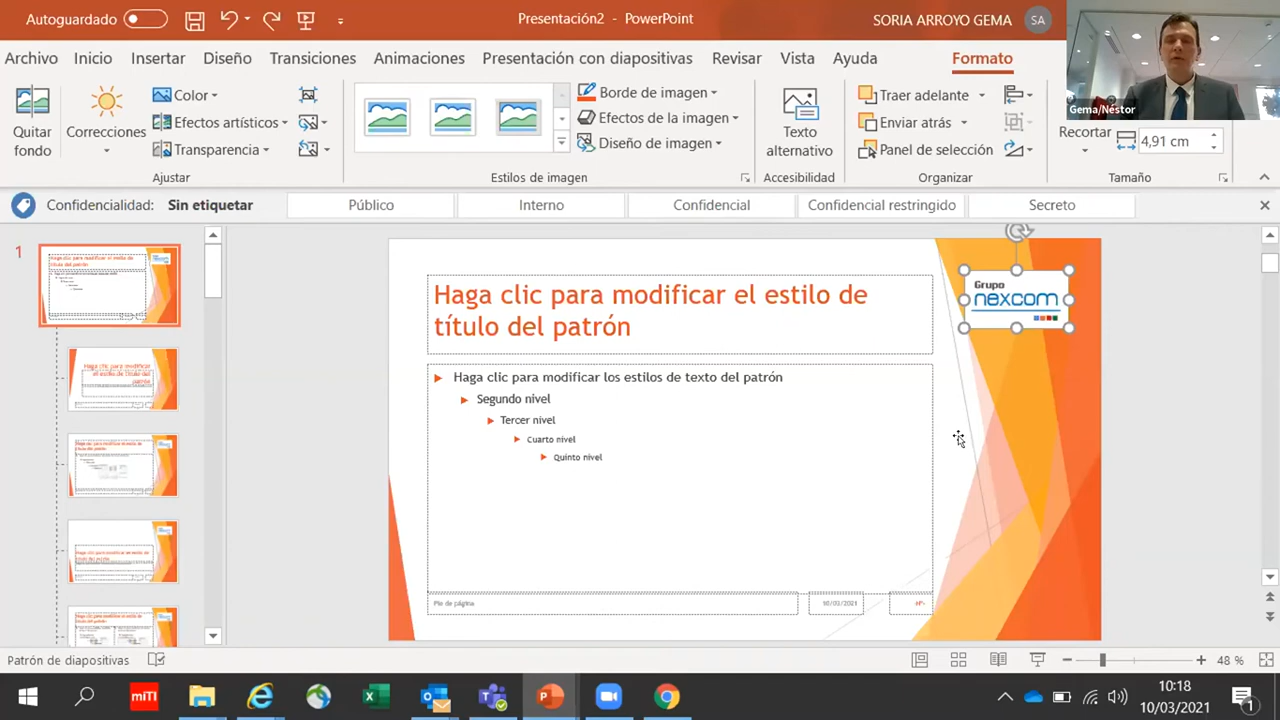 Autoguardado
Presentación2 - PowerPoint
SORIA ARROYO GEMA
SA
Archivo
Inicio
Insertar
Diseño
Transiciones
Animaciones
Presentación con diapositivas
Revisar
Vista
Ayuda
Formato
Gema/Néstor
Quitar
fondo
Correcciones
Color
Efectos artísticos
Transparencia
Ajustar
Borde de imagen
Efectos de la imagen
Diseño de imagen
Estilos de imagen
Texto
alternativo
Accesibilidad
Traer adelante
Enviar atrás
Panel de selección
Organizar
Recortar
4,91 cm
Tamaño
Confidencialidad:
Sin etiquetar
Público
Interno
Confidencial
Confidencial restringido
Secreto
1
Haga clic para modificar el estilo de
título del patrón
Grupo
nexcom
Haga clic para modificar los estilos de texto del patrón
Segundo nivel
Tercer nivel
Cuarto nivel
Quinto nivel
Pie de página
10/03/2021
‹Nº›
Patrón de diapositivas
48 %
miTI
10:18
10/03/2021
1